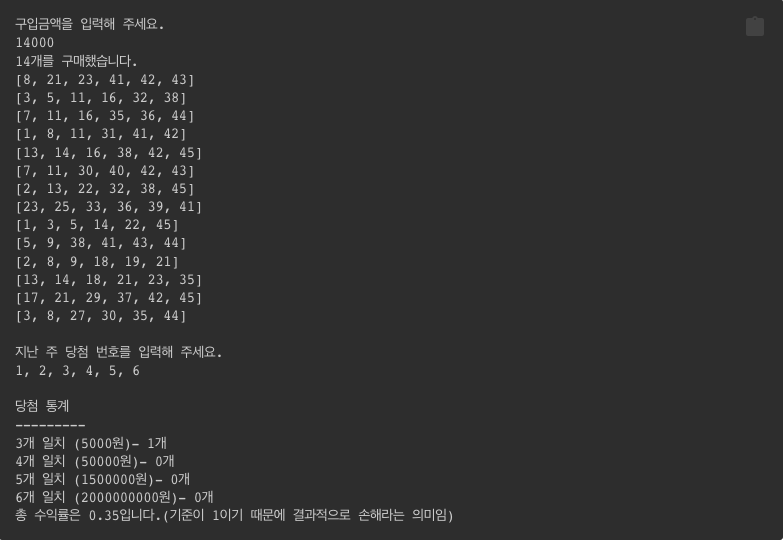 구입금액을 입력해 주세요.
14000
14개를 구매했습니다.
[8, 21, 23, 41, 42, 43]
[3, 5, 11, 16, 32, 38]
[7, 11, 16, 35, 36, 44]
[1, 8, 11, 31, 41, 42]
[13, 14, 16, 38, 42, 45]
[7, 11, 30, 40, 42, 43]
[2, 13, 22, 32, 38, 45]
[23, 25, 33, 36, 39, 41]
[1, 3, 5, 14, 22, 45]
[5, 9, 38, 41, 43, 44]
[2, 8, 9, 18, 19, 21]
[13, 14, 18, 21, 23, 35]
[17, 21, 29, 37, 42, 45]
[3, 8, 27, 30, 35, 44]
지난 주 당첨 번호를 입력해 주세요.
1, 2, 3, 4, 5, 6
당첨 통계
---------
3개 일치 (5000원)- 1개
4개 일치 (50000원)- 0개
5개 일치 (1500000원)- 0개
6개 일치 (2000000000원)- 0개
총 수익률은 0.35입니다.(기준이 1이기 때문에 결과적으로 손해라는 의미임)